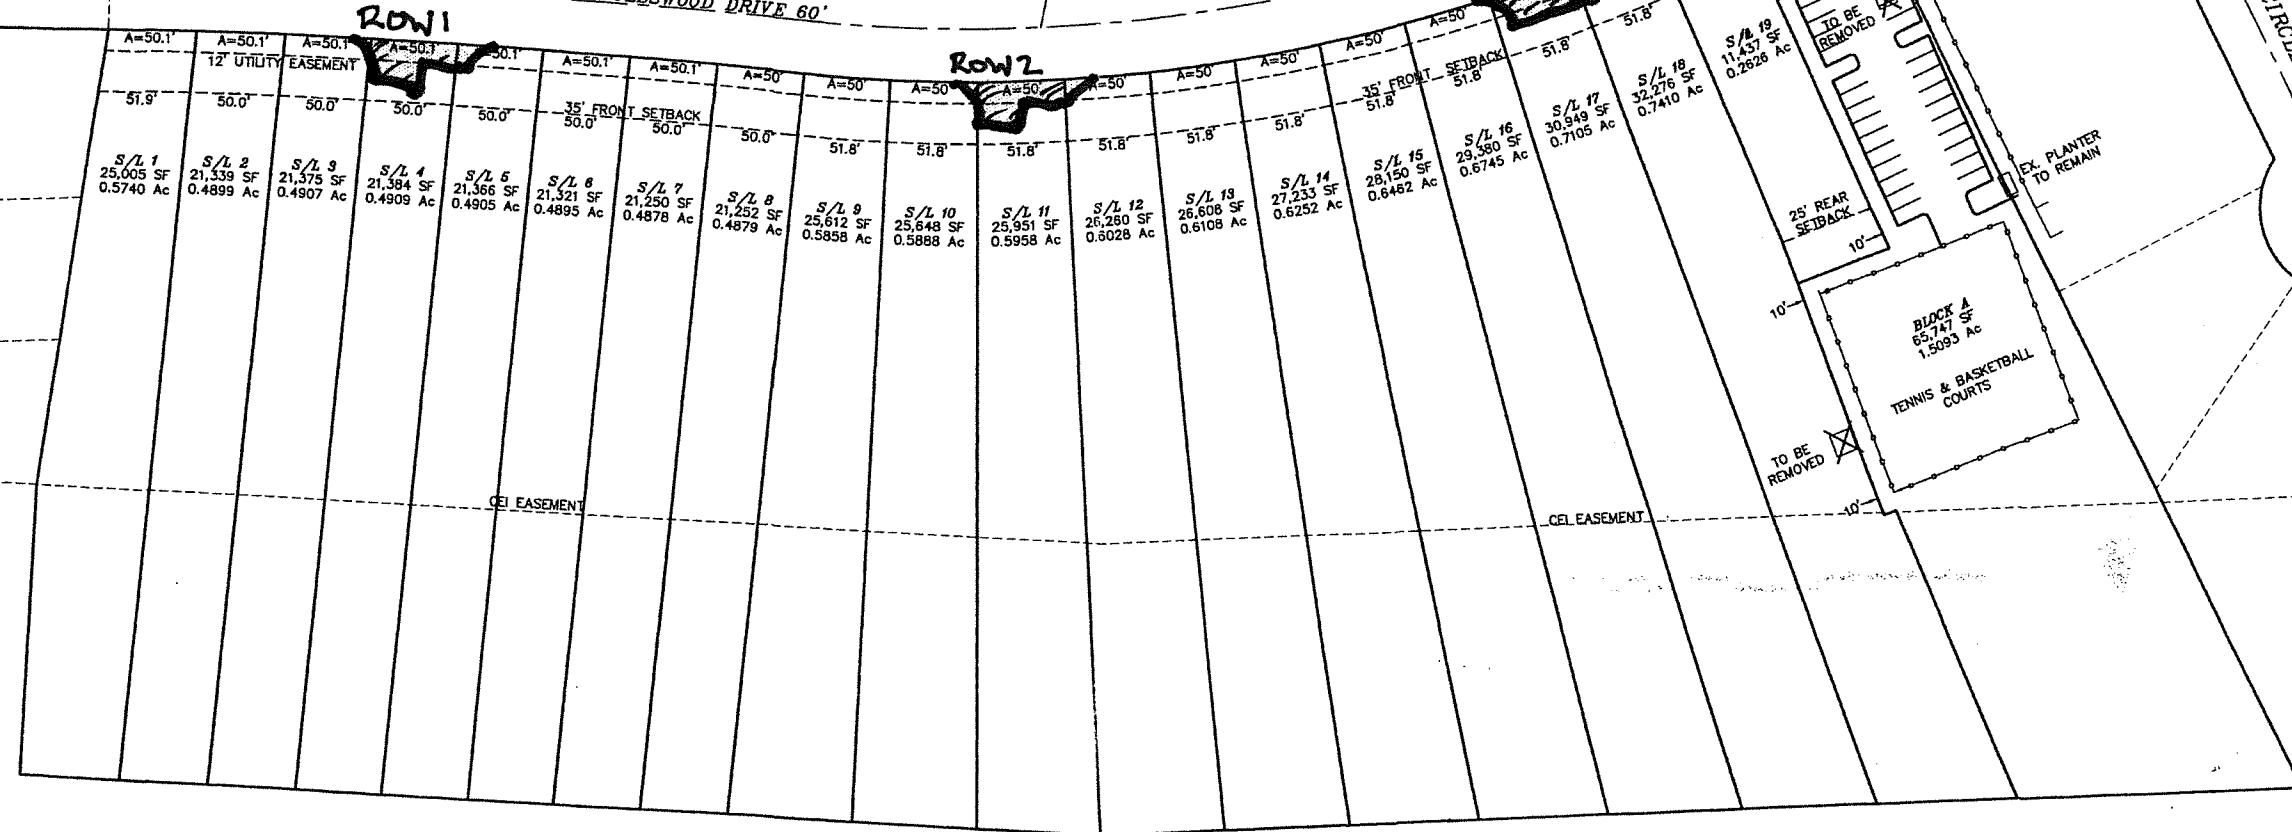 DRIVE 60'
ROW1
ROW2
A=50.1'
A=50.1'
A=50.1'
A=50.1'
50.1'
A=50.1'
A=50.1'
A=50'
A=50'
A=50'
A=50'
A=50'
A=50'
A=50'
A=50'
A=50'
12' UTILITY EASEMENT
35' FRONT SETBACK
35' FRONT SETBACK
51.9'
50.0'
50.0'
50.0'
50.0'
50.0'
50.0'
50.0'
51.8'
51.8'
51.8'
51.8'
51.8'
51.8'
51.8'
51.8'
51.8'
51.8'
S/L 1
25,005 SF
0.5740 Ac
S/L 2
21,339 SF
0.4899 Ac
S/L 3
21,375 SF
0.4907 Ac
S/L 4
21,384 SF
0.4909 Ac
S/L 5
21,366 SF
0.4905 Ac
S/L 6
21,321 SF
0.4895 Ac
S/L 7
21,250 SF
0.4878 Ac
S/L 8
21,252 SF
0.4879 Ac
S/L 9
25,612 SF
0.5858 Ac
S/L 10
25,648 SF
0.5888 Ac
S/L 11
25,951 SF
0.5958 Ac
S/L 12
26,260 SF
0.6028 Ac
S/L 13
26,608 SF
0.6108 Ac
S/L 14
27,233 SF
0.6252 Ac
S/L 15
28,150 SF
0.6462 Ac
S/L 16
29,380 SF
0.6745 Ac
S/L 17
30,949 SF
0.7105 Ac
S/L 18
32,276 SF
0.7410 Ac
S/L 19
11,437 SF
0.2626 Ac
TO BE
REMOVED
EX. PLANTER
TO REMAIN
25' REAR
SETBACK
10'
10'
BLOCK A
65,747 SF
1.5093 Ac
TENNIS & BASKETBALL
COURTS
TO BE
REMOVED
10'
CEI EASEMENT
CEI EASEMENT